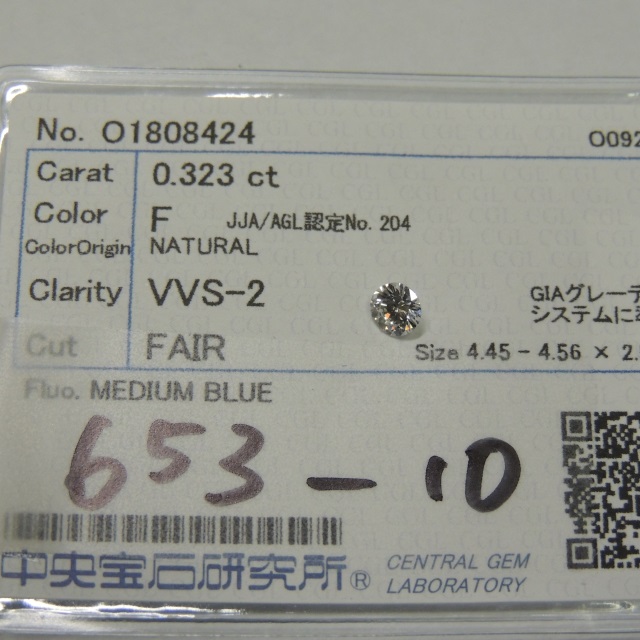 No. O1808424 O092
Carat 0.323 ct
Color F JJA/AGL認定No. 204
ColorOrigin NATURAL
Clarity VVS-2
GIAグレーデ
システムに
Cut FAIR
Size 4.45 - 4.56 × 2.
Fluo. MEDIUM BLUE
653 - 10
中央宝石研究所®
CENTRAL GEM
LABORATORY